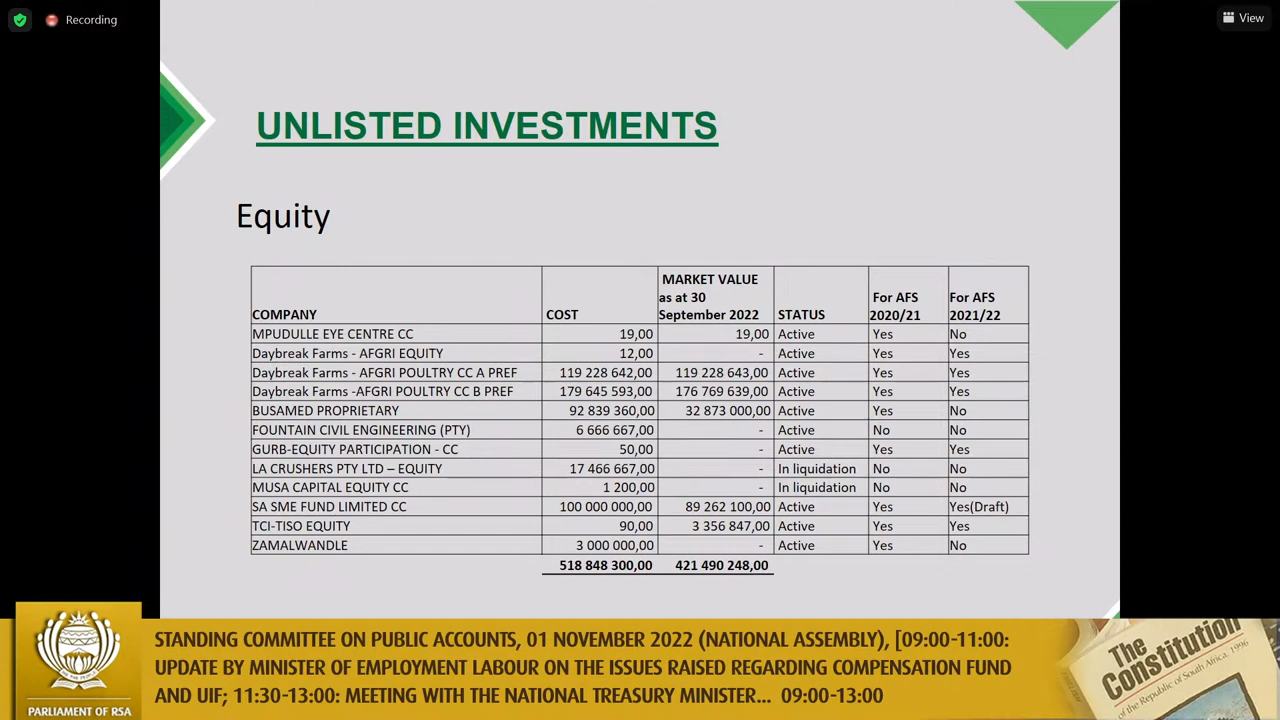 Recording
View
UNLISTED INVESTMENTS
Equity
COMPANY COST MARKET VALUE as at 30 September 2022 STATUS For AFS 2020/21 For AFS 2021/22
MPUDULLE EYE CENTRE CC 19,00 19,00 Active Yes No
Daybreak Farms - AFGRI EQUITY 12,00 - Active Yes Yes
Daybreak Farms - AFGRI POULTRY CC A PREF 119 228 642,00 119 228 643,00 Active Yes Yes
Daybreak Farms -AFGRI POULTRY CC B PREF 179 645 593,00 176 769 639,00 Active Yes Yes
BUSAMED PROPRIETARY 92 839 360,00 32 873 000,00 Active Yes No
FOUNTAIN CIVIL ENGINEERING (PTY) 6 666 667,00 - Active No No
GURB-EQUITY PARTICIPATION - CC 50,00 - Active Yes Yes
LA CRUSHERS PTY LTD – EQUITY 17 466 667,00 - In liquidation No No
MUSA CAPITAL EQUITY CC 1 200,00 - In liquidation No No
SA SME FUND LIMITED CC 100 000 000,00 89 262 100,00 Active Yes Yes(Draft)
TCI-TISO EQUITY 90,00 3 356 847,00 Active Yes Yes
ZAMALWANDLE 3 000 000,00 - Active Yes No
518 848 300,00 421 490 248,00
STANDING COMMITTEE ON PUBLIC ACCOUNTS, 01 NOVEMBER 2022 (NATIONAL ASSEMBLY), [09:00-11:00:
UPDATE BY MINISTER OF EMPLOYMENT LABOUR ON THE ISSUES RAISED REGARDING COMPENSATION FUND
AND UIF; 11:30-13:00: MEETING WITH THE NATIONAL TREASURY MINISTER... 09:00-13:00
PARLIAMENT OF RSA
The
Constitution
of the Republic of South Africa, 1996